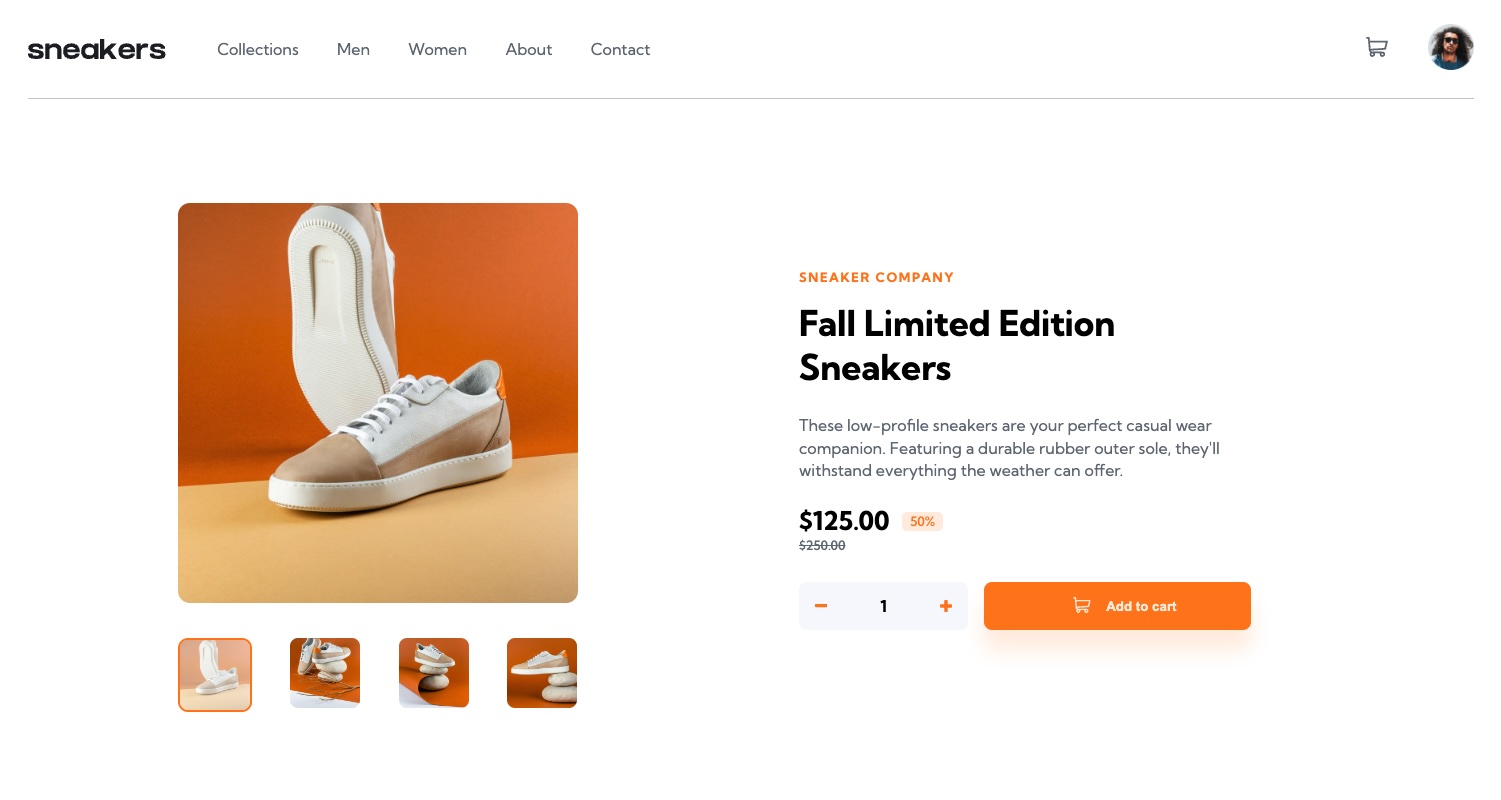 sneakers
Collections Men Women About Contact
SNEAKER COMPANY
Fall Limited Edition
Sneakers
These low-profile sneakers are your perfect casual wear
companion. Featuring a durable rubber outer sole, they'll
withstand everything the weather can offer.
$125.00 50%
$250.00
1 Add to cart